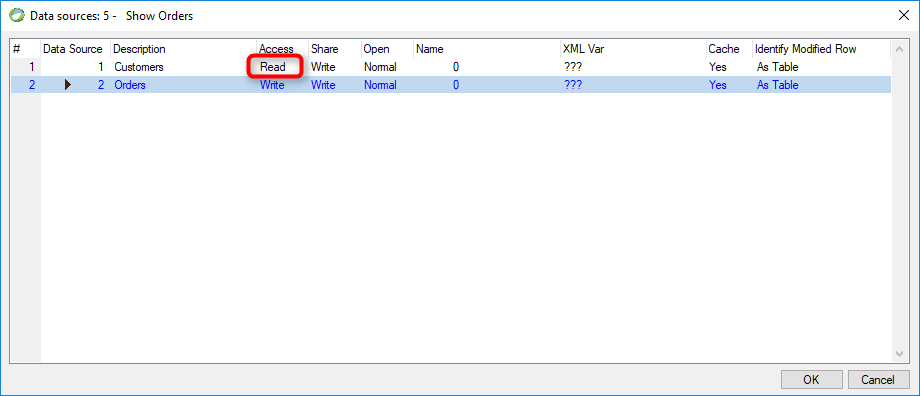 Data sources: 5 -   Show Orders
# Data Source Description Access Share Open Name XML Var Cache Identify Modified Row
1 1 Customers Read Write Normal 0 ??? Yes As Table
2 2 Orders Write Write Normal 0 ??? Yes As Table
OK Cancel